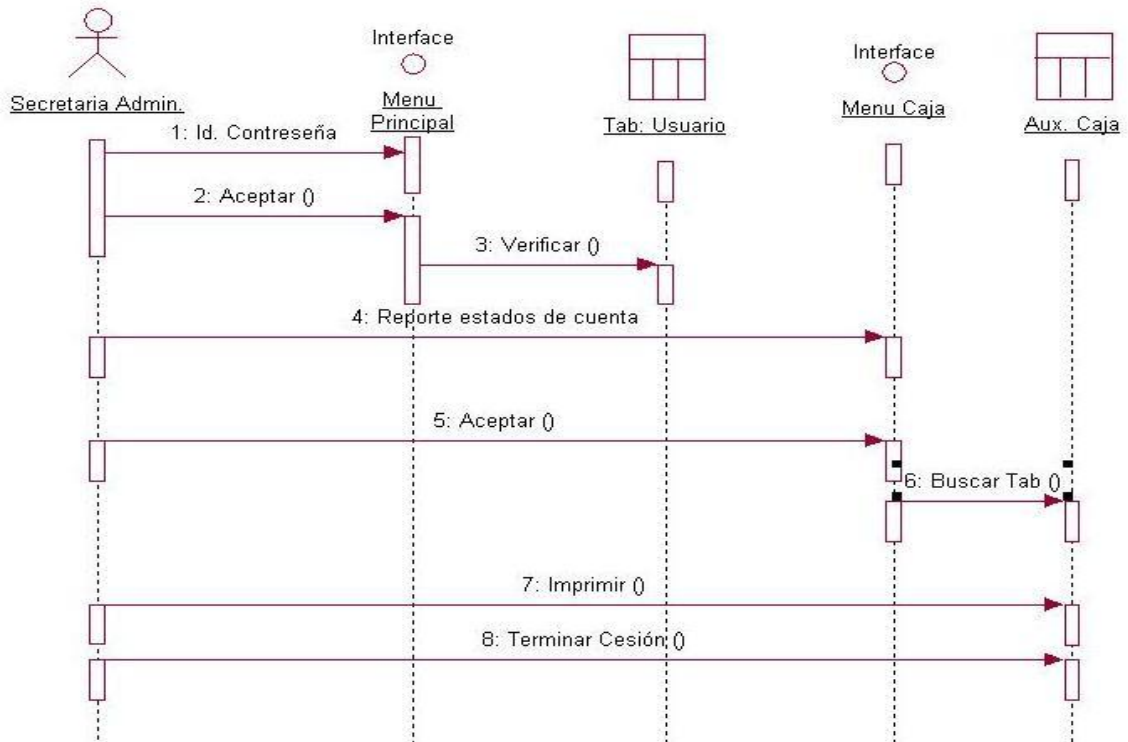 Secretaria Admin.
Interface
Menu
Principal
Tab: Usuario
Interface
Menu Caja
Aux. Caja
1: Id. Contreseña
2: Aceptar ()
3: Verificar ()
4: Reporte estados de cuenta
5: Aceptar ()
6: Buscar Tab ()
7: Imprimir ()
8: Terminar Cesión ()